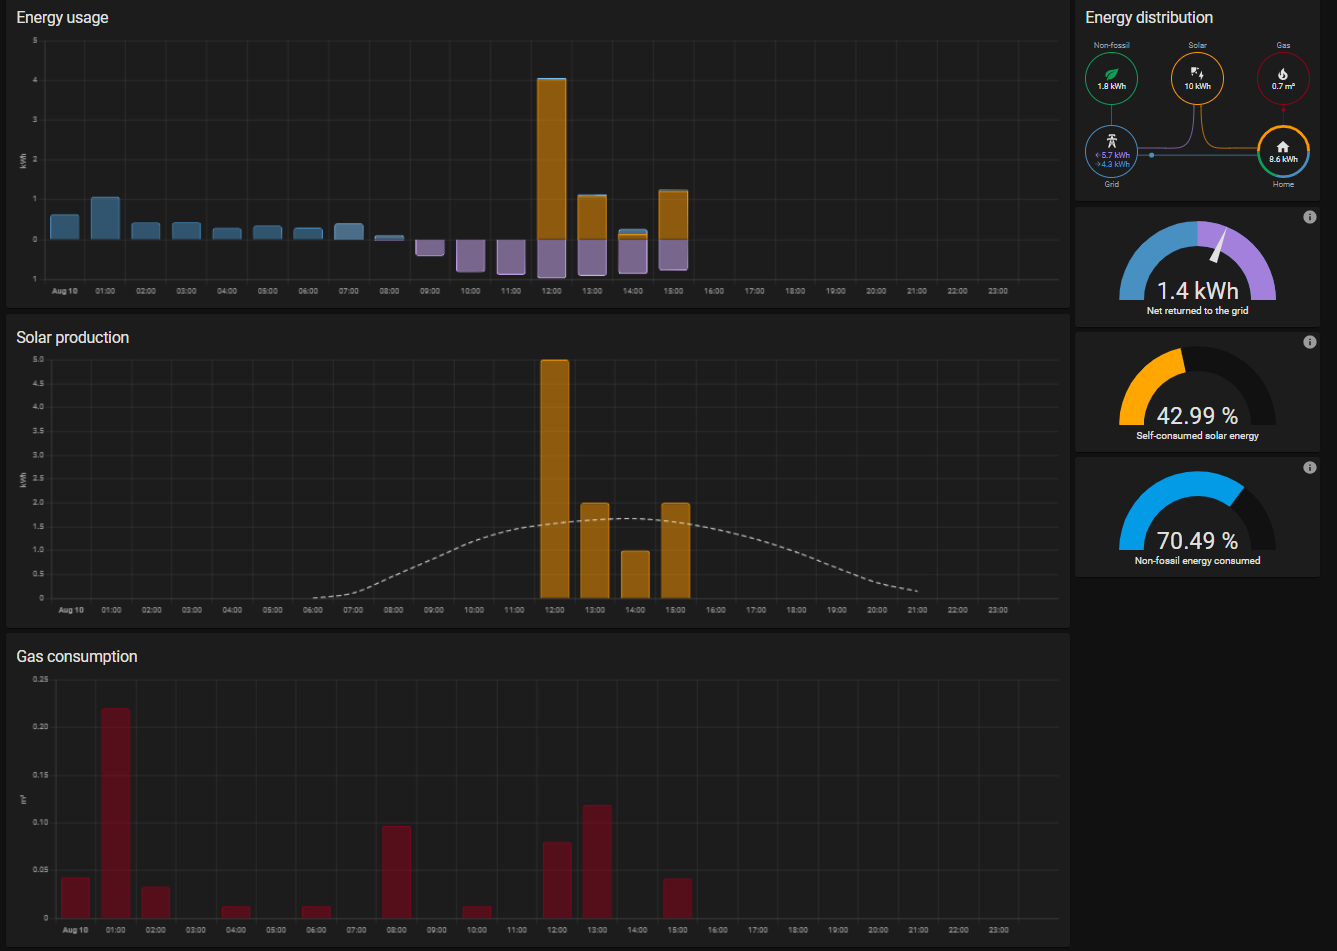 Energy usage
5
4
3
2
1
0
1
kWh
Aug 10 01:00 02:00 03:00 04:00 05:00 06:00 07:00 08:00 09:00 10:00 11:00 12:00 13:00 14:00 15:00 16:00 17:00 18:00 19:00 20:00 21:00 22:00 23:00
Solar production
5.0
4.5
4.0
3.5
3.0
2.5
2.0
1.5
1.0
0.5
0
kWh
Aug 10 01:00 02:00 03:00 04:00 05:00 06:00 07:00 08:00 09:00 10:00 11:00 12:00 13:00 14:00 15:00 16:00 17:00 18:00 19:00 20:00 21:00 22:00 23:00
Gas consumption
0.25
0.20
0.15
0.10
0.05
0
m³
Aug 10 01:00 02:00 03:00 04:00 05:00 06:00 07:00 08:00 09:00 10:00 11:00 12:00 13:00 14:00 15:00 16:00 17:00 18:00 19:00 20:00 21:00 22:00 23:00
Energy distribution
Non-fossil Solar Gas
1.8 kWh 10 kWh 0.7 m³
←5.7 kWh
→4.3 kWh
8.6 kWh
Grid Home
1.4 kWh
Net returned to the grid
42.99 %
Self-consumed solar energy
70.49 %
Non-fossil energy consumed